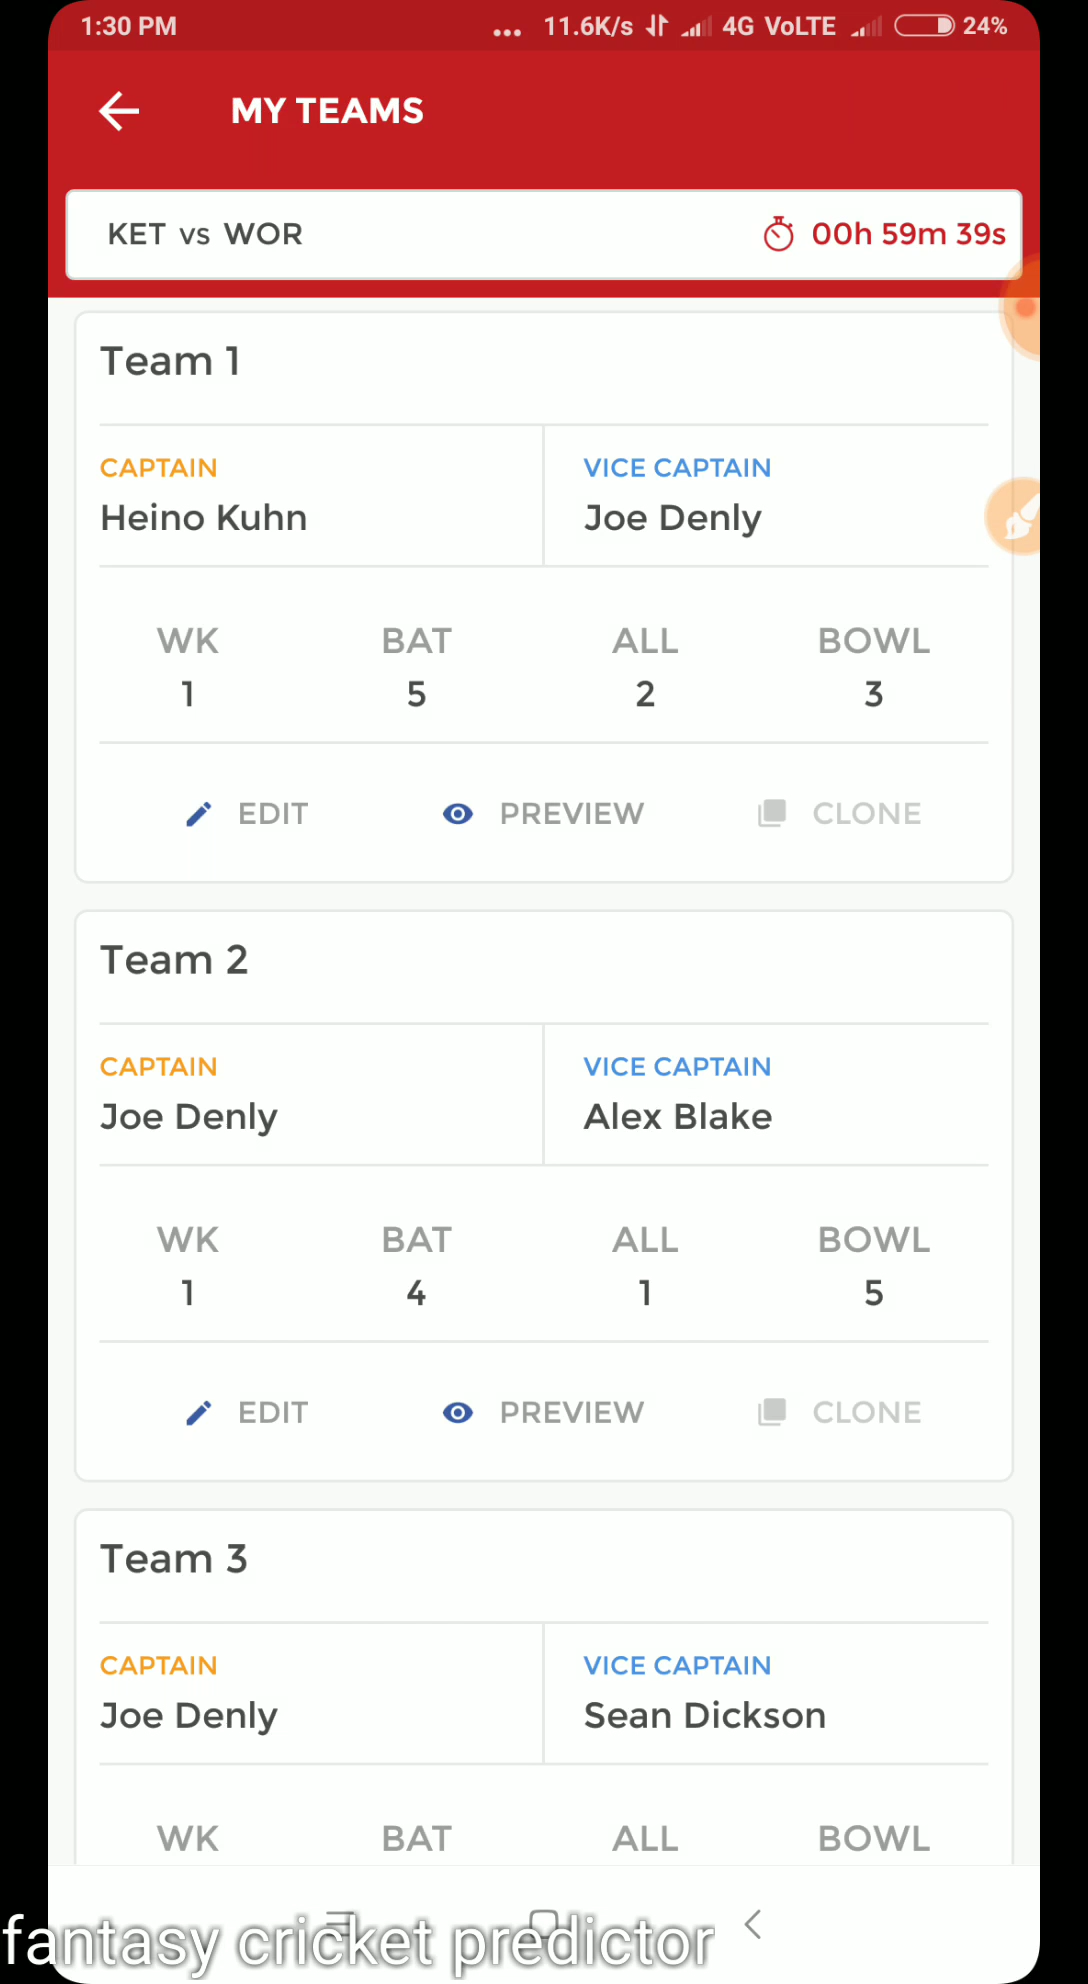 1:30 PM ... 11.6K/s 4G VoLTE 24%
MY TEAMS
KET vs WOR 00h 59m 39s
Team 1
CAPTAIN VICE CAPTAIN
Heino Kuhn Joe Denly
WK BAT ALL BOWL
1 5 2 3
EDIT PREVIEW CLONE
Team 2
CAPTAIN VICE CAPTAIN
Joe Denly Alex Blake
WK BAT ALL BOWL
1 4 1 5
EDIT PREVIEW CLONE
Team 3
CAPTAIN VICE CAPTAIN
Joe Denly Sean Dickson
WK BAT ALL BOWL
fantasy cricket predictor